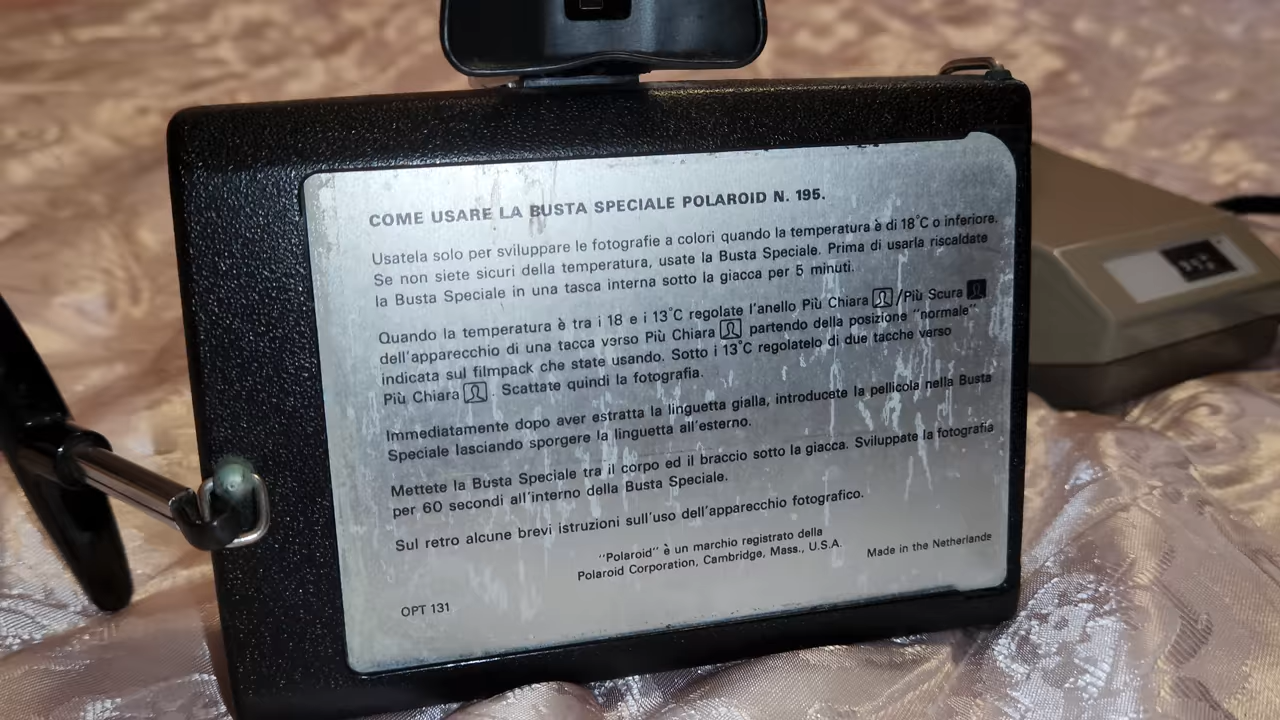 COME USARE LA BUSTA SPECIALE POLAROID N. 195.
Usatela solo per sviluppare le fotografie a colori quando la temperatura è di 18°C o inferiore.
Se non siete sicuri della temperatura, usate la Busta Speciale. Prima di usarla riscaldate
la Busta Speciale in una tasca interna sotto la giacca per 5 minuti.
Quando la temperatura è tra i 18 e i 13°C regolate l'anello Più Chiara /Più Scura
dell'apparecchio di una tacca verso Più Chiara partendo della posizione "normale"
indicata sul filmpack che state usando. Sotto i 13°C regolatelo di due tacche verso
Più Chiara . Scattate quindi la fotografia.
Immediatamente dopo aver estratta la linguetta gialla, introducete la pellicola nella Busta
Speciale lasciando sporgere la linguetta all'esterno.
Mettete la Busta Speciale tra il corpo ed il braccio sotto la giacca. Sviluppate la fotografia
per 60 secondi all'interno della Busta Speciale.
Sul retro alcune brevi istruzioni sull'uso dell'apparecchio fotografico.
"Polaroid" è un marchio registrato della
Polaroid Corporation, Cambridge, Mass., U.S.A.
Made in the Netherlands
OPT 131